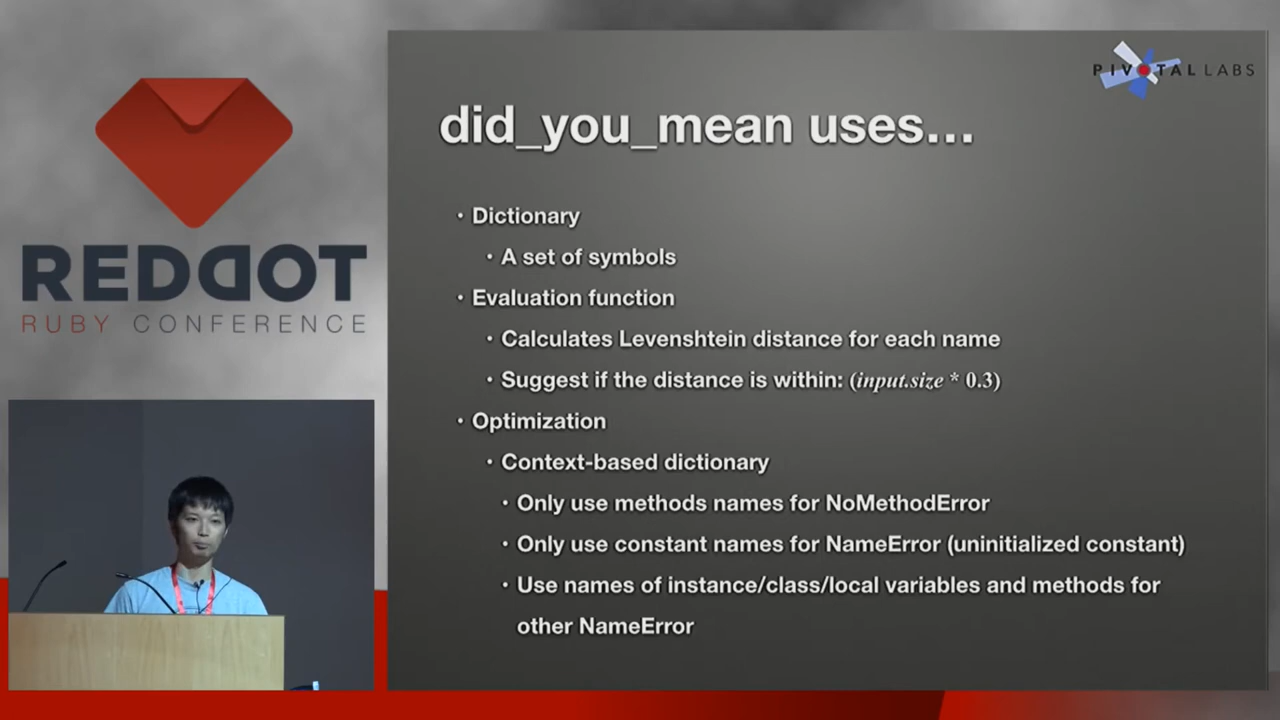 REDDOT
RUBY CONFERENCE
PIVOTAL LABS
did_you_mean uses...
• Dictionary
• A set of symbols
• Evaluation function
• Calculates Levenshtein distance for each name
• Suggest if the distance is within: (input.size * 0.3)
• Optimization
• Context-based dictionary
• Only use methods names for NoMethodError
• Only use constant names for NameError (uninitialized constant)
• Use names of instance/class/local variables and methods for
other NameError